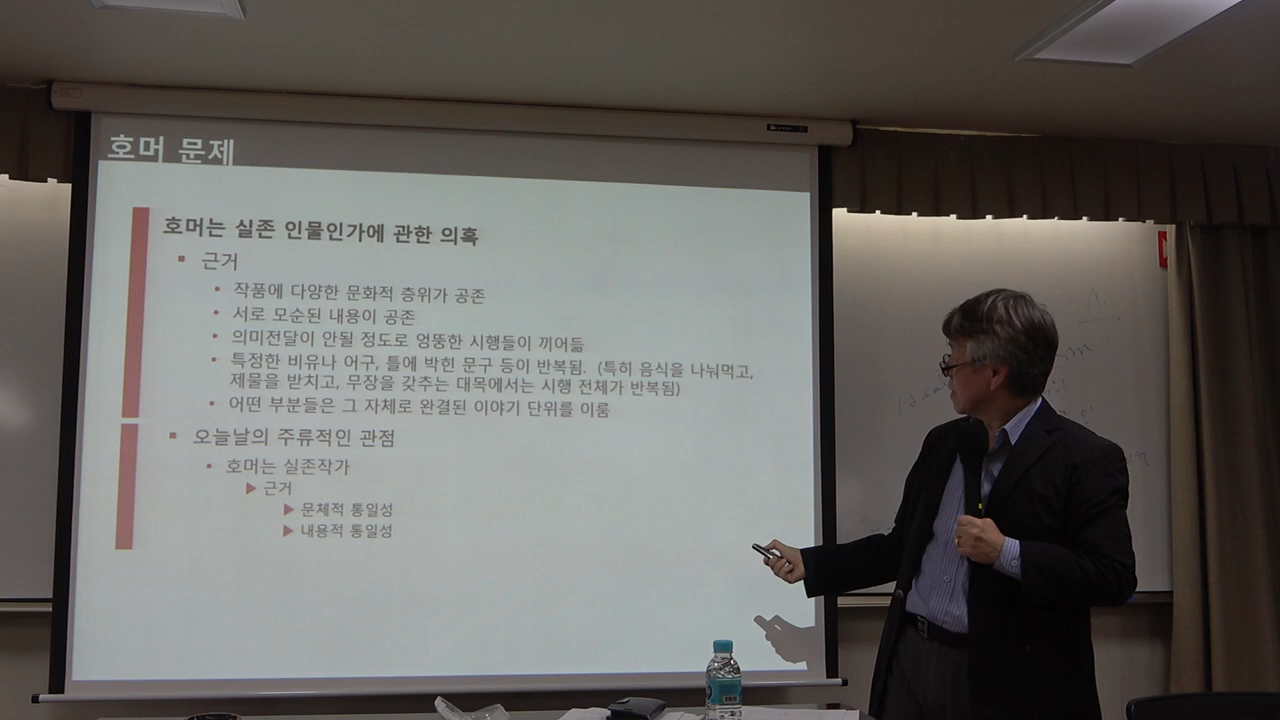 호머 문제
호머는 실존 인물인가에 관한 의혹
근거
작품에 다양한 문화적 층위가 공존
서로 모순된 내용이 공존
의미전달이 안될 정도로 엉뚱한 시행들이 끼어듦
특정한 비유나 어구, 틀에 박힌 문구 등이 반복됨. (특히 음식을 나눠먹고,
제물을 받치고, 무장을 갖추는 대목에서는 시행 전체가 반복됨)
어떤 부분들은 그 자체로 완결된 이야기 단위를 이룸
오늘날의 주류적인 관점
호머는 실존작가
근거
문체적 통일성
내용적 통일성